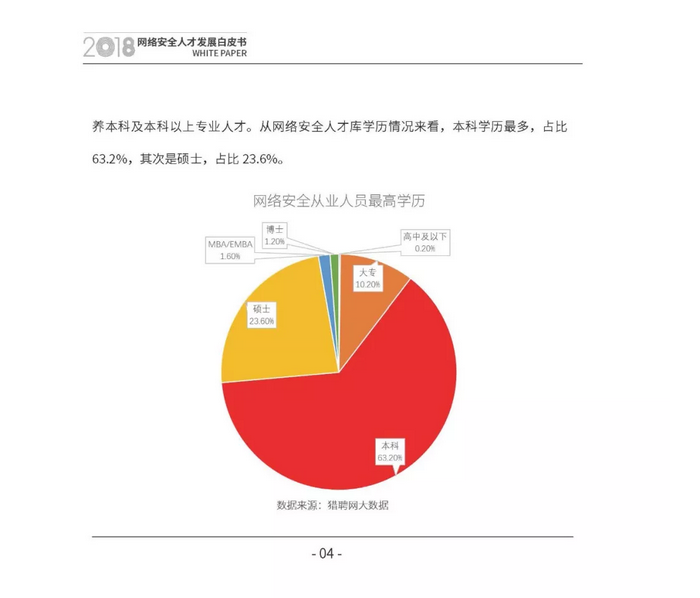 2018 网络安全人才发展白皮书
WHITE PAPER
养本科及本科以上专业人才。从网络安全人才库学历情况来看，本科学历最多，占比
63.2%，其次是硕士，占比 23.6%。
网络安全从业人员最高学历
博士
1.20%
高中及以下
0.20%
MBA/EMBA
1.60%
大专
10.20%
硕士
23.60%
本科
63.20%
数据来源：猎聘网大数据
- 04 -